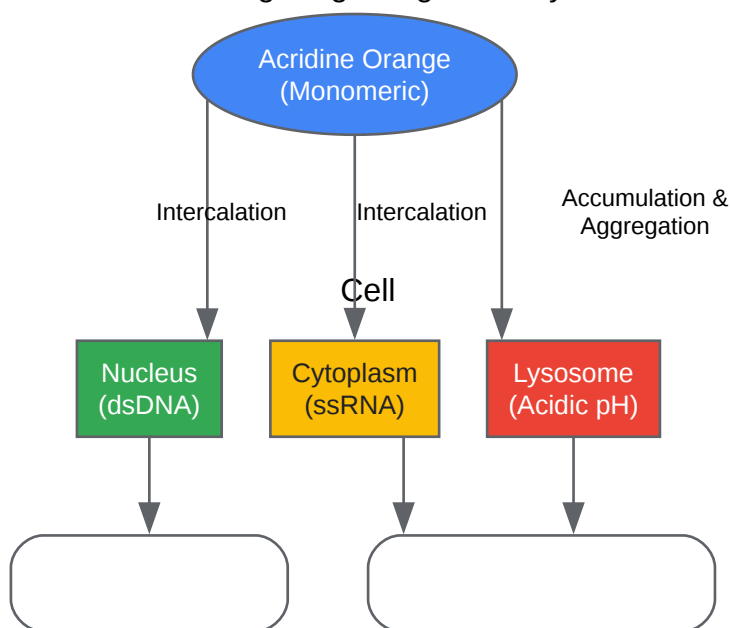 Acridine Orange
(Monomeric)
Intercalation
Intercalation
Accumulation &
Aggregation
Cell
Nucleus
(dsDNA)
Cytoplasm
(ssRNA)
Lysosome
(Acidic pH)